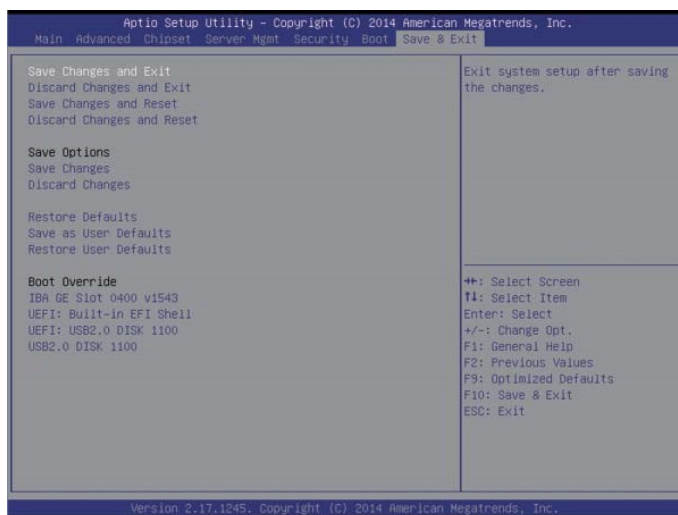 Aptio Setup Utility – Copyright (C) 2014 American Megatrends, Inc.
Main Advanced Chipset Server Mgmt Security Boot Save & Exit
Save Changes and Exit
Discard Changes and Exit
Save Changes and Reset
Discard Changes and Reset
Save Options
Save Changes
Discard Changes
Restore Defaults
Save as User Defaults
Restore User Defaults
Boot Override
IBA GE Slot 0400 v1543
UEFI: Built-in EFI Shell
UEFI: USB2.0 DISK 1100
USB2.0 DISK 1100
Exit system setup after saving
the changes.
→←: Select Screen
↑↓: Select Item
Enter: Select
+/-: Change Opt.
F1: General Help
F2: Previous Values
F9: Optimized Defaults
F10: Save & Exit
ESC: Exit
Version 2.17.1245. Copyright (C) 2014 American Megatrends, Inc.